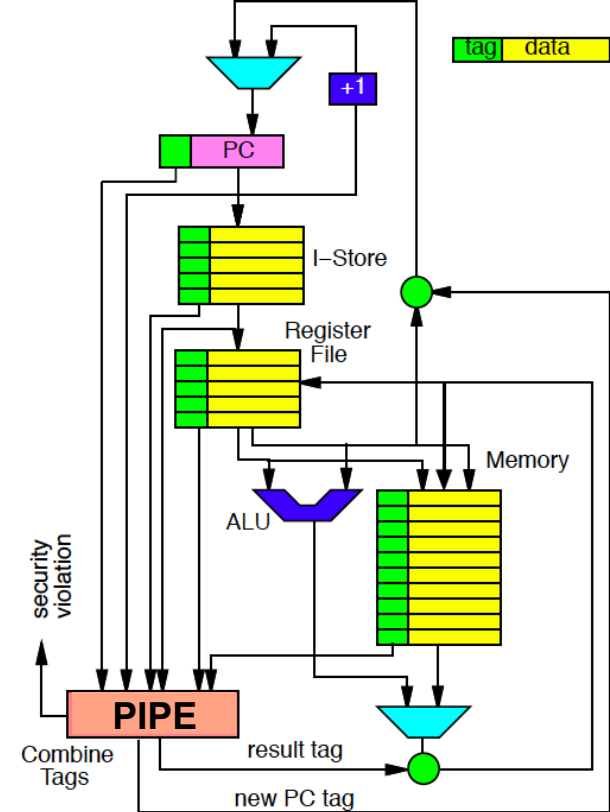 tag data
+1
PC
I–Store
Register
File
Memory
ALU
security
violation
PIPE
Combine
Tags
result tag
new PC tag